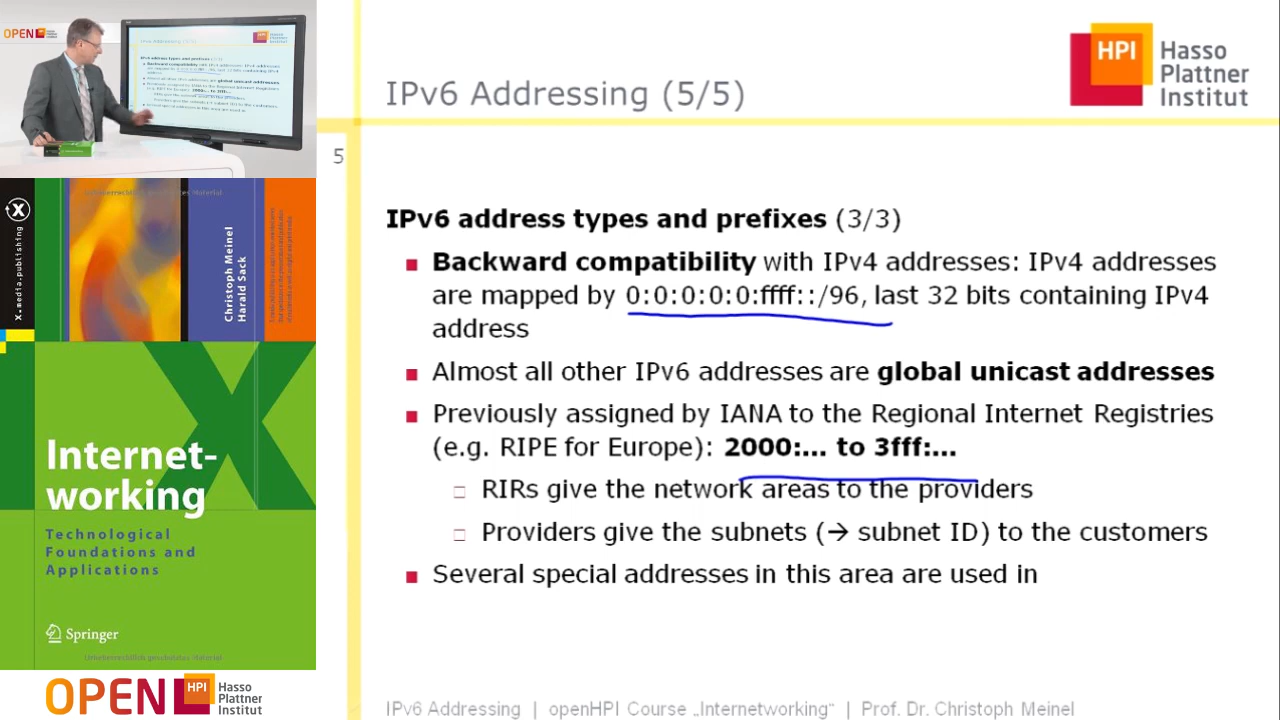 OPEN HPI
HPI Hasso
Plattner
Institut
IPv6 Addressing (5/5)
5
IPv6 address types and prefixes (3/3)
Backward compatibility with IPv4 addresses: IPv4 addresses
are mapped by 0:0:0:0:0:ffff::/96, last 32 bits containing IPv4
address
Almost all other IPv6 addresses are global unicast addresses
Previously assigned by IANA to the Regional Internet Registries
(e.g. RIPE for Europe): 2000:... to 3fff:...
RIRs give the network areas to the providers
Providers give the subnets (→ subnet ID) to the customers
Several special addresses in this area are used in
IPv6 Addressing | openHPI Course „Internetworking“ | Prof. Dr. Christoph Meinel
X.media.publishing
Christoph Meinel
Harald Sack
X
Internet-
working
Technological
Foundations and
Applications
Springer
OPEN HPI Hasso
Plattner
Institut